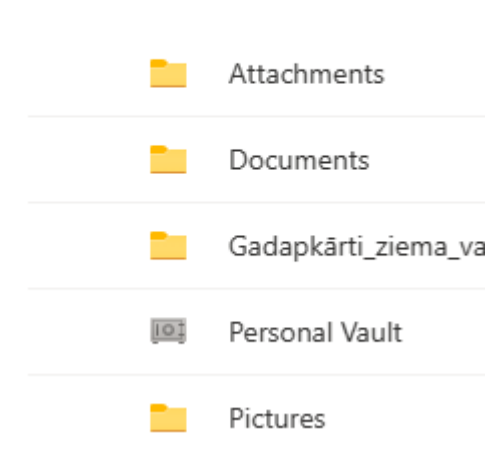 Attachments
Documents
Gadapkārti_ziema_va
Personal Vault
Pictures